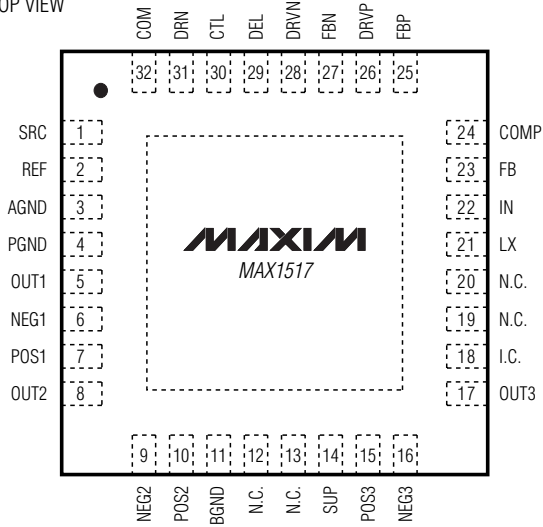 OP VIEW
COM DRN CTL DEL DRVN FBN DRVP FBP
32 31 30 29 28 27 26 25
SRC 1 24 COMP
REF 2 23 FB
AGND 3 22 IN
PGND 4 21 LX
MAXIM
MAX1517
OUT1 5 20 N.C.
NEG1 6 19 N.C.
POS1 7 18 I.C.
OUT2 8 17 OUT3
9 10 11 12 13 14 15 16
NEG2 POS2 BGND N.C. N.C. SUP POS3 NEG3